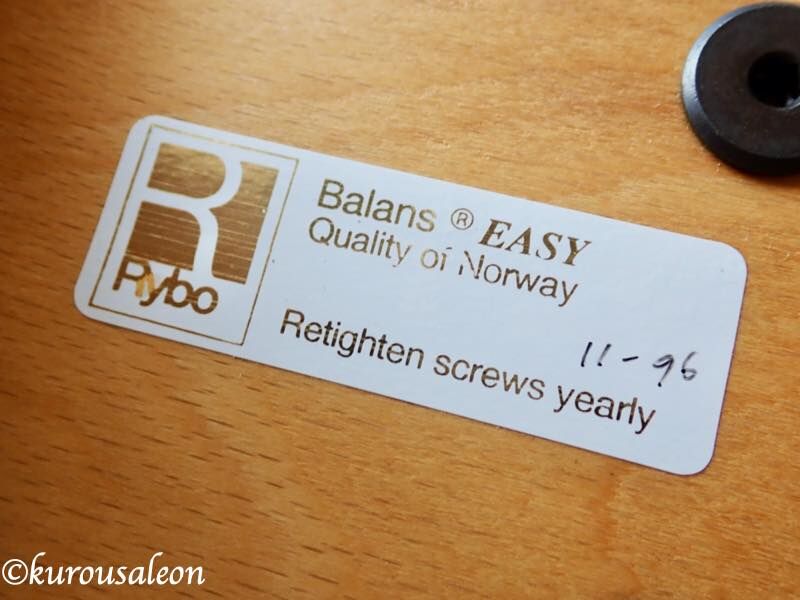 R
Rybo
Balans ® EASY
Quality of Norway
11-96
Retighten screws yearly
©kurousaleon